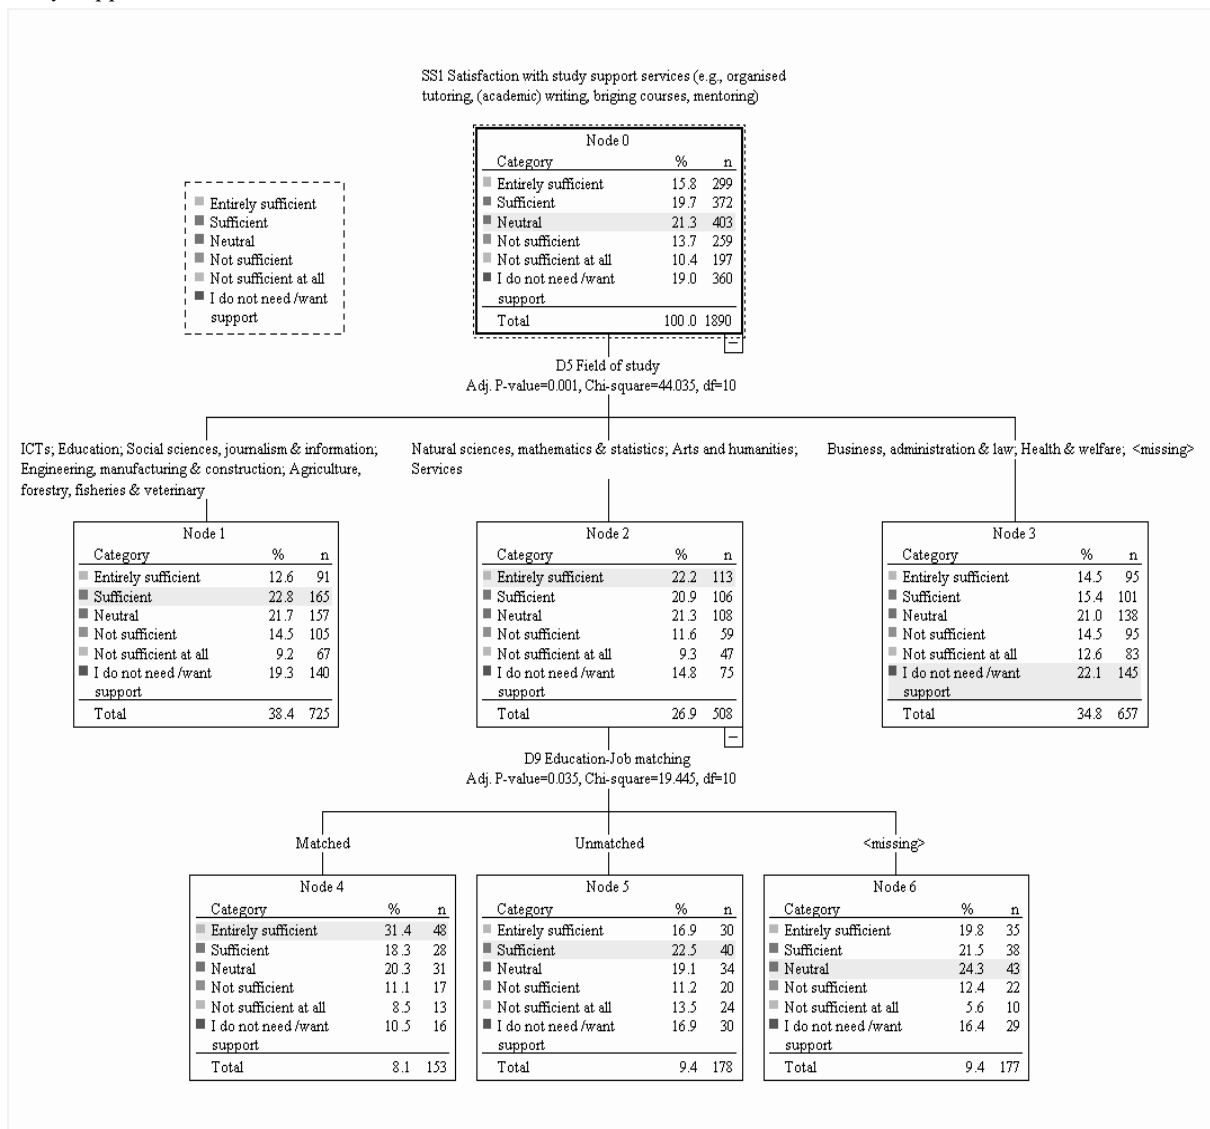 SS1 Satisfaction with study support services (e.g., organised
tutoring, (academic) writing, briging courses, mentoring)
Node 0
Category % n
Entirely sufficient 15.8 299
Sufficient 19.7 372
Neutral 21.3 403
Not sufficient 13.7 259
Not sufficient at all 10.4 197
I do not need /want 19.0 360
support
Total 100.0 1890
Entirely sufficient
Sufficient
Neutral
Not sufficient
Not sufficient at all
I do not need /want
support
D5 Field of study
Adj. P-value=0.001, Chi-square=44.035, df=10
ICTs; Education; Social sciences, journalism & information;
Engineering, manufacturing & construction; Agriculture,
forestry, fisheries & veterinary
Natural sciences, mathematics & statistics; Arts and humanities;
Services
Business, administration & law; Health & welfare; <missing>
Node 1
Category % n
Entirely sufficient 12.6 91
Sufficient 22.8 165
Neutral 21.7 157
Not sufficient 14.5 105
Not sufficient at all 9.2 67
I do not need /want 19.3 140
support
Total 38.4 725
Node 2
Category % n
Entirely sufficient 22.2 113
Sufficient 20.9 106
Neutral 21.3 108
Not sufficient 11.6 59
Not sufficient at all 9.3 47
I do not need /want 14.8 75
support
Total 26.9 508
Node 3
Category % n
Entirely sufficient 14.5 95
Sufficient 15.4 101
Neutral 21.0 138
Not sufficient 14.5 95
Not sufficient at all 12.6 83
I do not need /want 22.1 145
support
Total 34.8 657
D9 Education-Job matching
Adj. P-value=0.035, Chi-square=19.445, df=10
Matched
Unmatched
<missing>
Node 4
Category % n
Entirely sufficient 31.4 48
Sufficient 18.3 28
Neutral 20.3 31
Not sufficient 11.1 17
Not sufficient at all 8.5 13
I do not need /want 10.5 16
support
Total 8.1 153
Node 5
Category % n
Entirely sufficient 16.9 30
Sufficient 22.5 40
Neutral 19.1 34
Not sufficient 11.2 20
Not sufficient at all 13.5 24
I do not need /want 16.9 30
support
Total 9.4 178
Node 6
Category % n
Entirely sufficient 19.8 35
Sufficient 21.5 38
Neutral 24.3 43
Not sufficient 12.4 22
Not sufficient at all 5.6 10
I do not need /want 16.4 29
support
Total 9.4 177